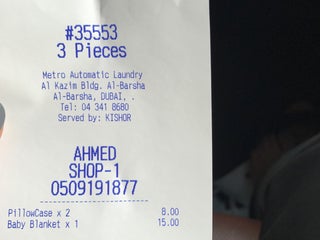 #35553
3 Pieces
Metro Automatic Laundry
Al Kazim Bldg. Al-Barsha
Al-Barsha, DUBAI, .
Tel: 04 341 8680
Served by: KISHOR
AHMED
SHOP-1
0509191877
PillowCase x 2 8.00
Baby Blanket x 1 15.00